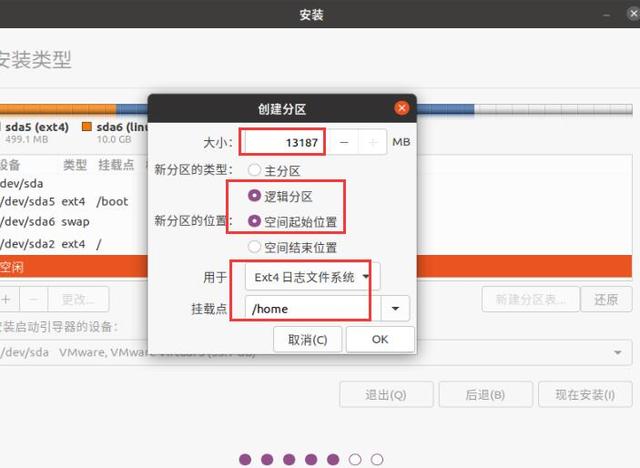 安装
安装类型
创建分区
大小： 13187 MB
sda5 (ext4) sda6 (linu
499.1 MB 10.0 GB
新分区的类型： 主分区
逻辑分区
新分区的位置： 空间起始位置
空间结束位置
设备 类型 挂载点
/dev/sda
/dev/sda5 ext4 /boot
/dev/sda6 swap
/dev/sda2 ext4 /
空闲
用于 Ext4 日志文件系统
挂载点 /home
取消(C) OK
+ − 更改... 新建分区表... 还原
安装启动引导器的设备：
/dev/sda VMware, VMware
退出(Q) 后退(B) 现在安装(I)